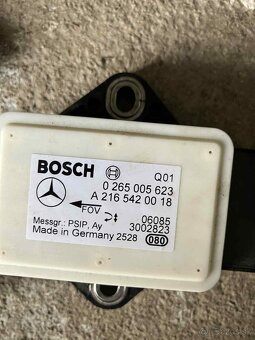 BOSCH Q01
0 265 005 623
A 216 542 00 18
FOV 06085
Messgr.: PSIP, Ay 3002823
Made in Germany 2528 080